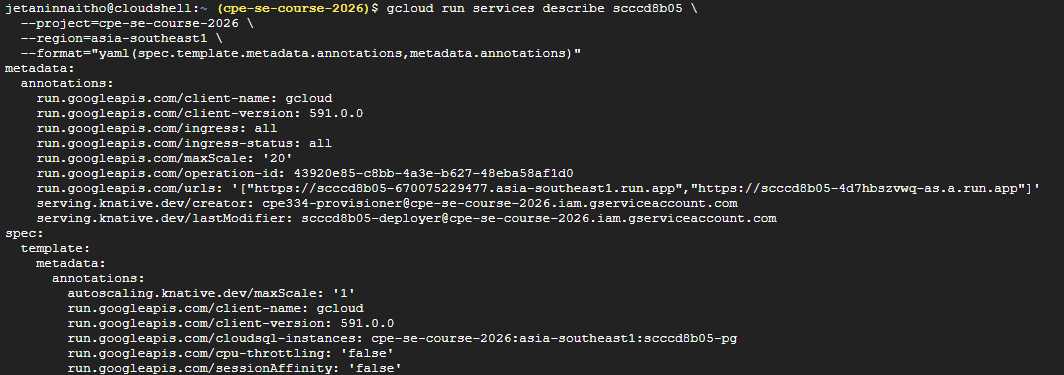 jetaninnaitho@cloudshell:~ (cpe-se-course-2026)$ gcloud run services describe scccd8b05 \
  --project=cpe-se-course-2026 \
  --region=asia-southeast1 \
  --format="yaml(spec.template.metadata.annotations,metadata.annotations)"
metadata:
  annotations:
    run.googleapis.com/client-name: gcloud
    run.googleapis.com/client-version: 591.0.0
    run.googleapis.com/ingress: all
    run.googleapis.com/ingress-status: all
    run.googleapis.com/maxScale: '20'
    run.googleapis.com/operation-id: 43920e85-c8bb-4a3e-b627-48eba58af1d0
    run.googleapis.com/urls: '["https://scccd8b05-670075229477.asia-southeast1.run.app","https://scccd8b05-4d7hbszvwq-as.a.run.app"]'
    serving.knative.dev/creator: cpe334-provisioner@cpe-se-course-2026.iam.gserviceaccount.com
    serving.knative.dev/lastModifier: scccd8b05-deployer@cpe-se-course-2026.iam.gserviceaccount.com
spec:
  template:
    metadata:
      annotations:
        autoscaling.knative.dev/maxScale: '1'
        run.googleapis.com/client-name: gcloud
        run.googleapis.com/client-version: 591.0.0
        run.googleapis.com/cloudsql-instances: cpe-se-course-2026:asia-southeast1:scccd8b05-pg
        run.googleapis.com/cpu-throttling: 'false'
        run.googleapis.com/sessionAffinity: 'false'